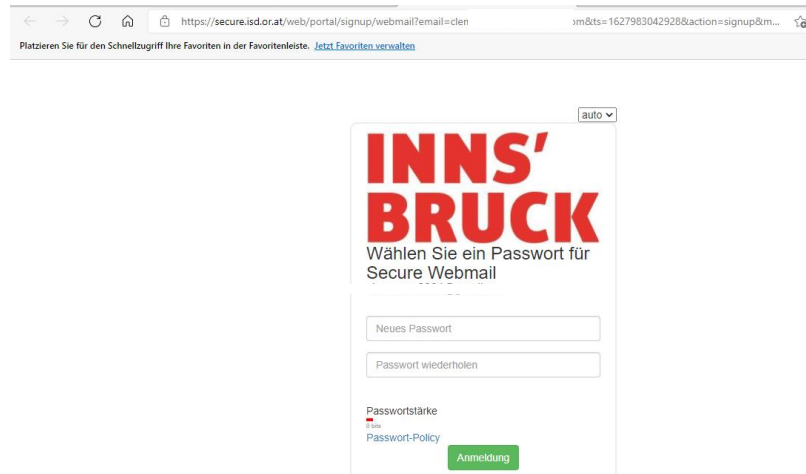 https://secure.isd.or.at/web/portal/signup/webmail?email=cler om&ts=1627983042928&action=signup&m...
Platzieren Sie für den Schnellzugriff Ihre Favoriten in der Favoritenleiste. Jetzt Favoriten verwalten
auto
INNS'
BRUCK
Wählen Sie ein Passwort für
Secure Webmail
Neues Passwort
Passwort wiederholen
Passwortstärke
0 bits
Passwort-Policy
Anmeldung